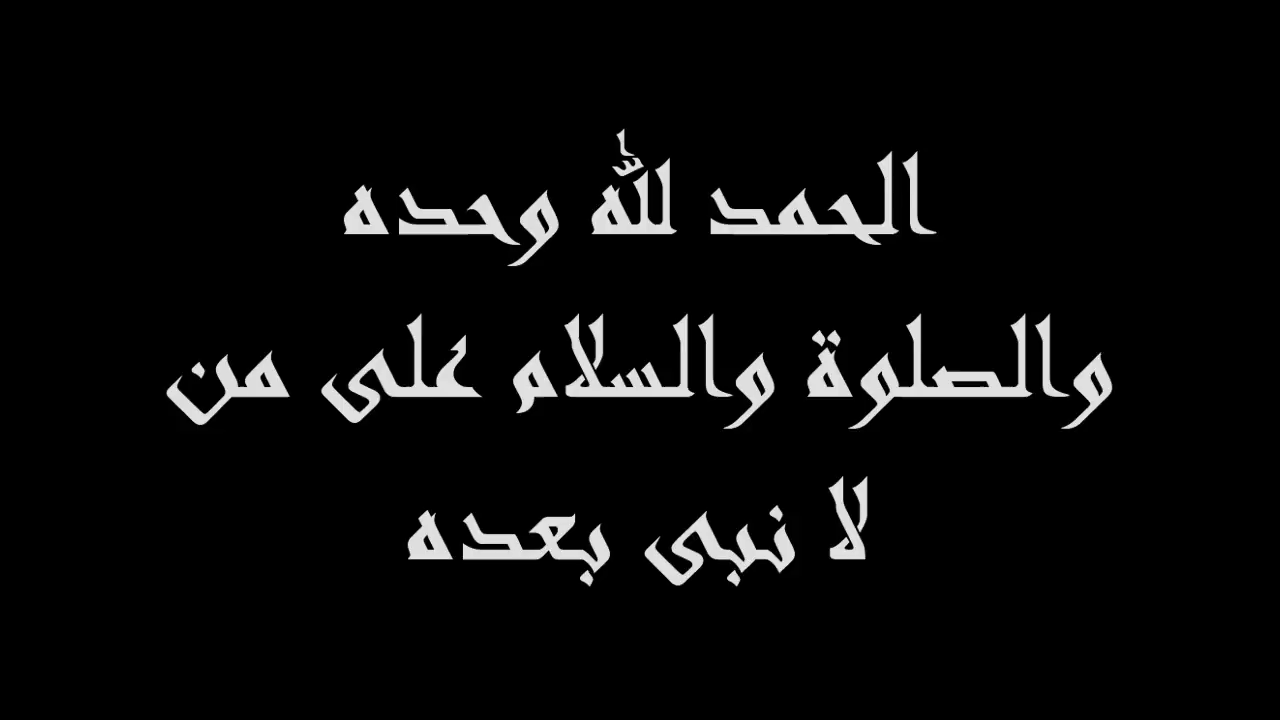 الحمد لله وحده
والصلوة والسلام على من
لا نبى بعده